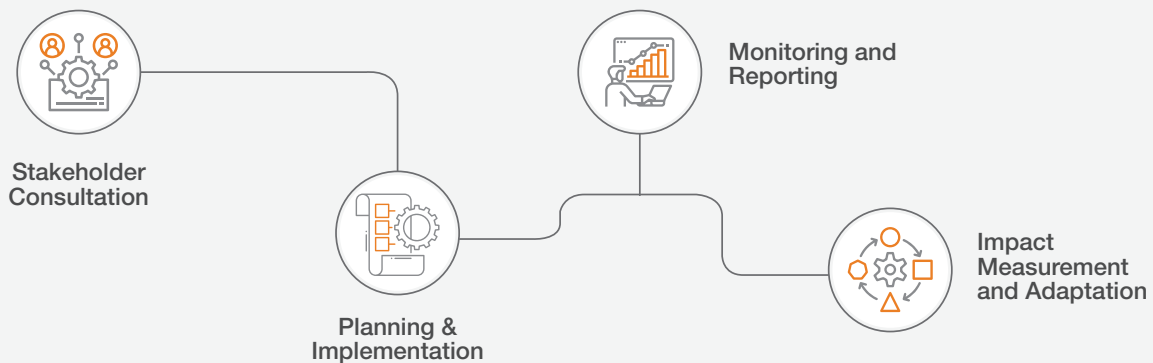 Stakeholder
Consultation
Planning &
Implementation
Monitoring and
Reporting
Impact
Measurement
and Adaptation